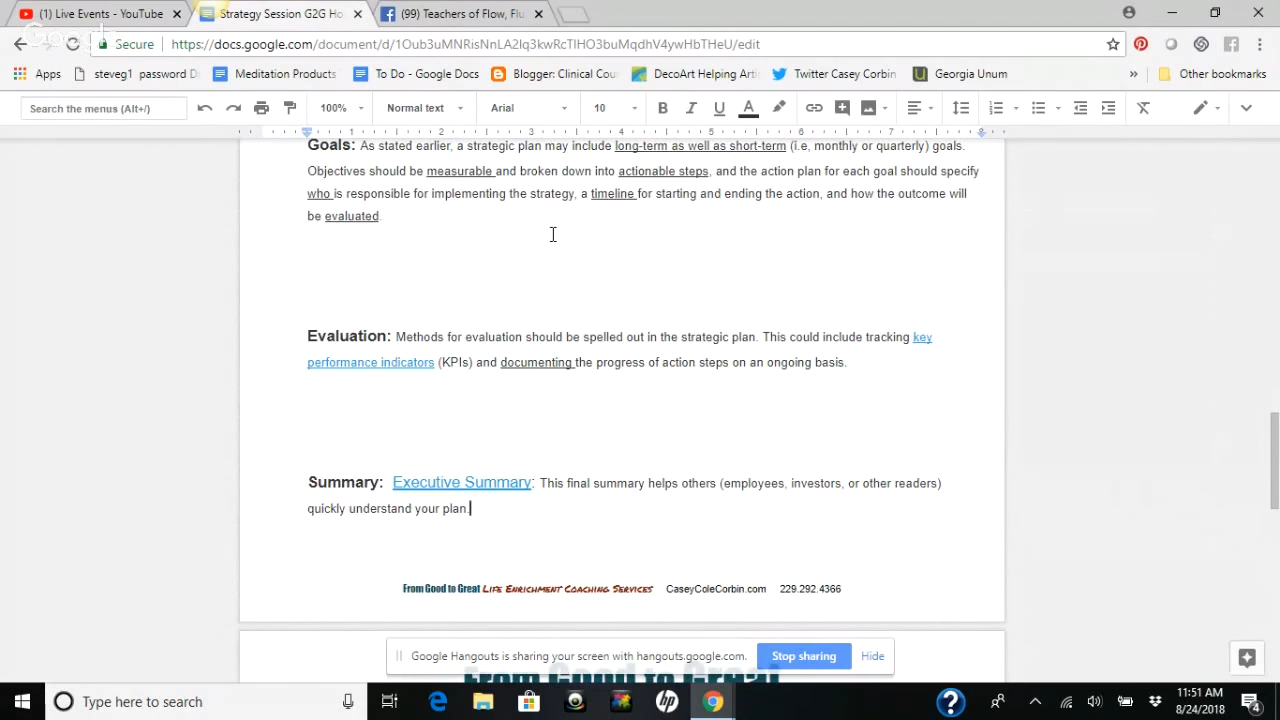 (1) Live Events - YouTube
Strategy Session G2G Ho
(99) Teachers of Flow, Flu
Secure
https://docs.google.com/document/d/1Oub3uMNRisNnLA2lq3kwRcTlHO3buMqdhV4ywHbTHeU/edit
Apps
steveg1 password D
Meditation Products
To Do - Google Docs
Blogger: Clinical Cou
DecoArt Helping Arti
Twitter Casey Corbin
Georgia Unum
Other bookmarks
Search the menus (Alt+/)
100%
Normal text
Arial
10
Goals: As stated earlier, a strategic plan may include long-term as well as short-term (i.e, monthly or quarterly) goals.
Objectives should be measurable and broken down into actionable steps, and the action plan for each goal should specify
who is responsible for implementing the strategy, a timeline for starting and ending the action, and how the outcome will
be evaluated.
Evaluation: Methods for evaluation should be spelled out in the strategic plan. This could include tracking key
performance indicators (KPIs) and documenting the progress of action steps on an ongoing basis.
Summary: Executive Summary: This final summary helps others (employees, investors, or other readers)
quickly understand your plan.
From Good to Great Life Enrichment Coaching Services CaseyColeCorbin.com 229.292.4366
Google Hangouts is sharing your screen with hangouts.google.com.
Stop sharing
Hide
From Good to Great
Type here to search
11:51 AM
8/24/2018
4